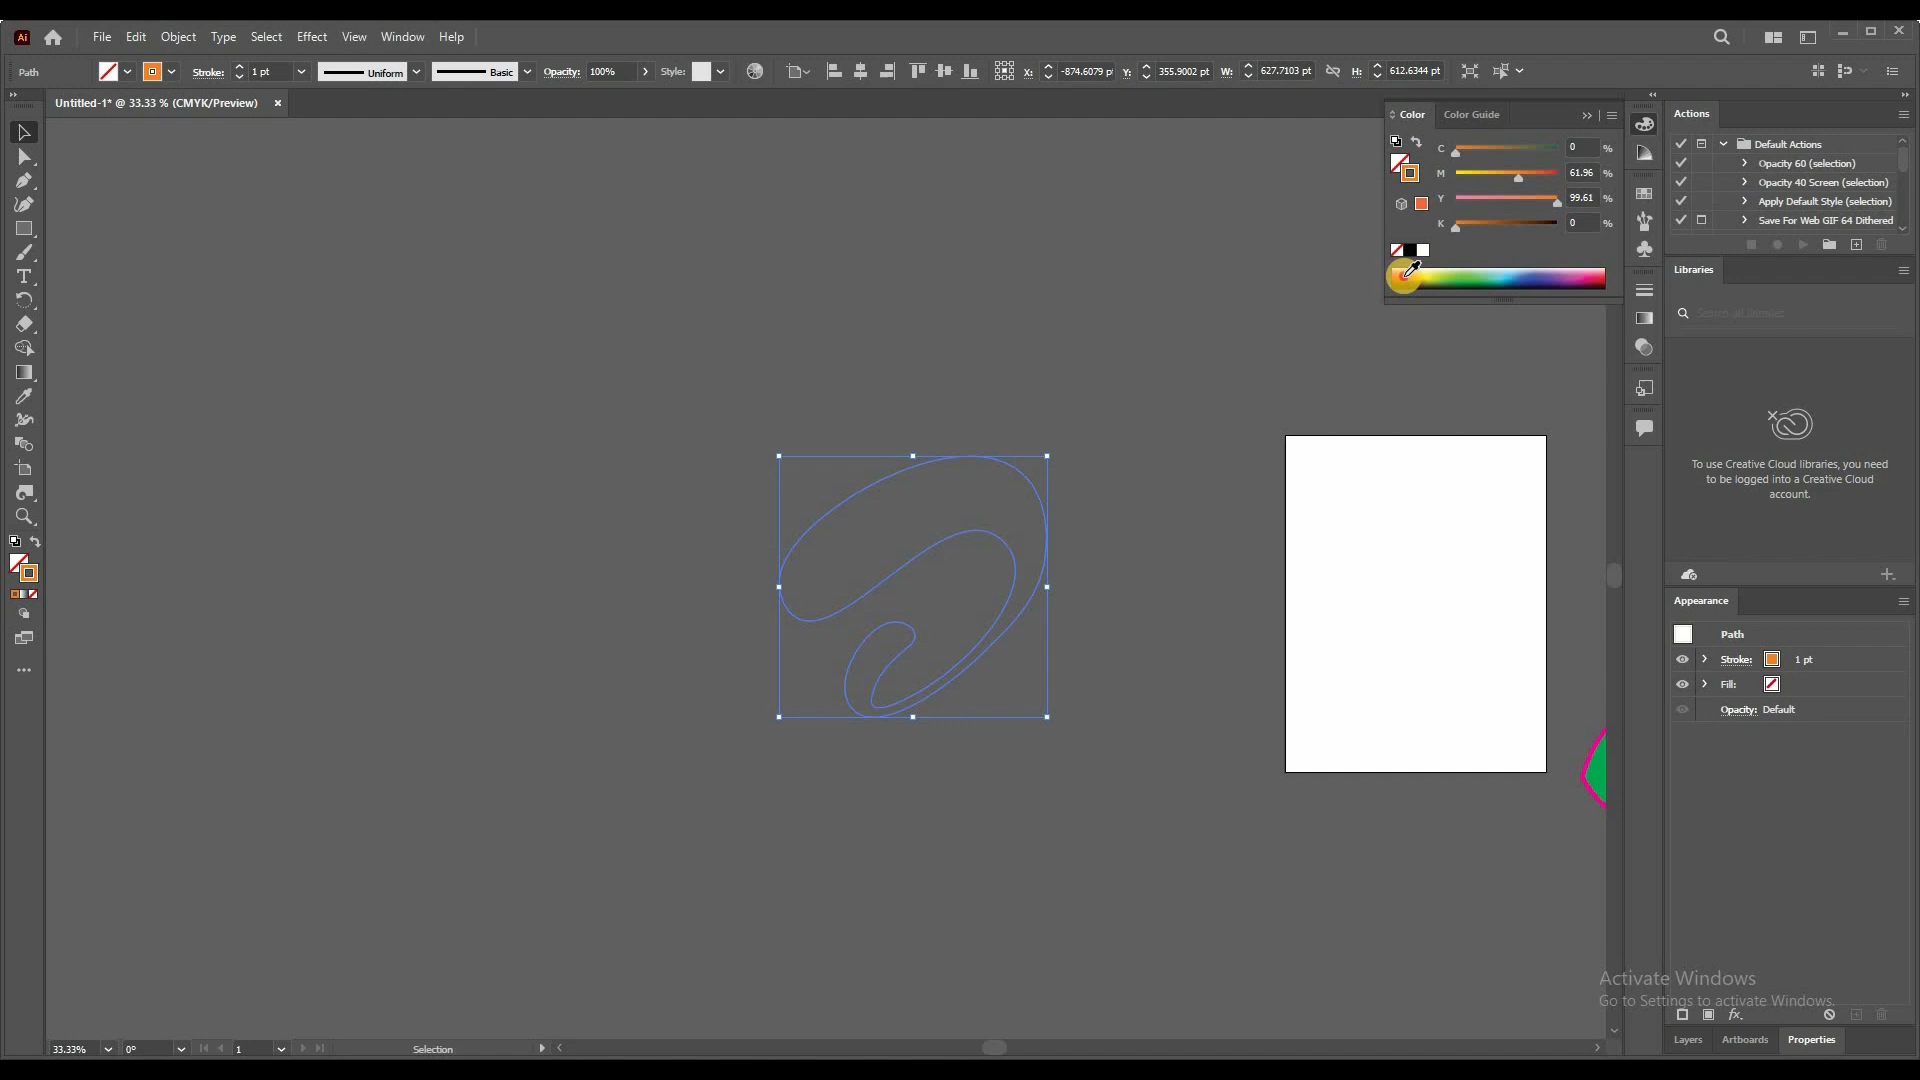 Ai File Edit Object Type Select Effect View Window Help
Path Stroke: 1 pt Uniform Basic Opacity: 100% Style: X: -874.6079 p Y: 355.9002 pt W: 627.7103 pt H: 612.6344 pt
Untitled-1* @ 33.33 % (CMYK/Preview) ×
Color Color Guide
C 0 %
M 61.96 %
Y 99.61 %
K 0 %
Actions
Default Actions
Opacity 60 (selection)
Opacity 40 Screen (selection)
Apply Default Style (selection)
Save For Web GIF 64 Dithered
Libraries
Search all libraries
To use Creative Cloud libraries, you need
to be logged into a Creative Cloud
account.
Appearance
Path
Stroke: 1 pt
Fill:
Opacity: Default
Activate Windows
Go to Settings to activate Windows.
fx
Layers Artboards Properties
33.33% 0° 1 Selection